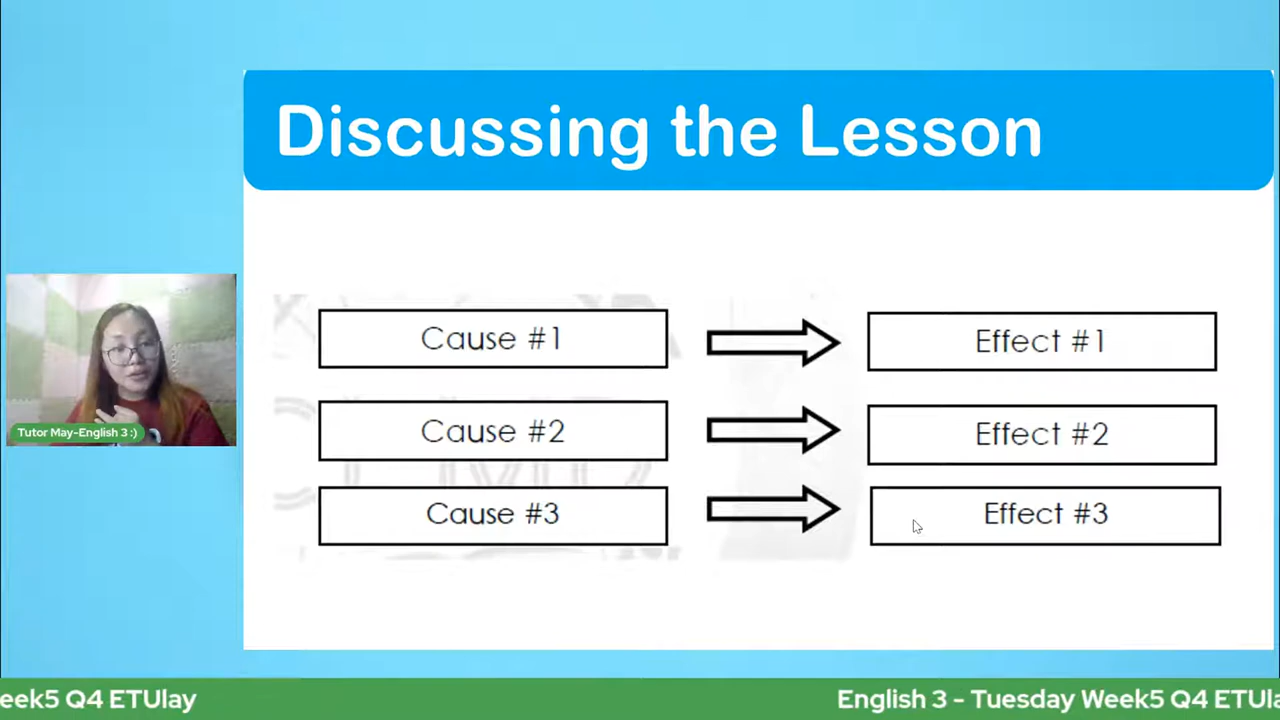 Discussing the Lesson
Cause #1
Effect #1
Cause #2
Effect #2
Cause #3
Effect #3
Tutor May-English 3 :)
eek5 Q4 ETUlay
English 3 - Tuesday Week5 Q4 ETUla